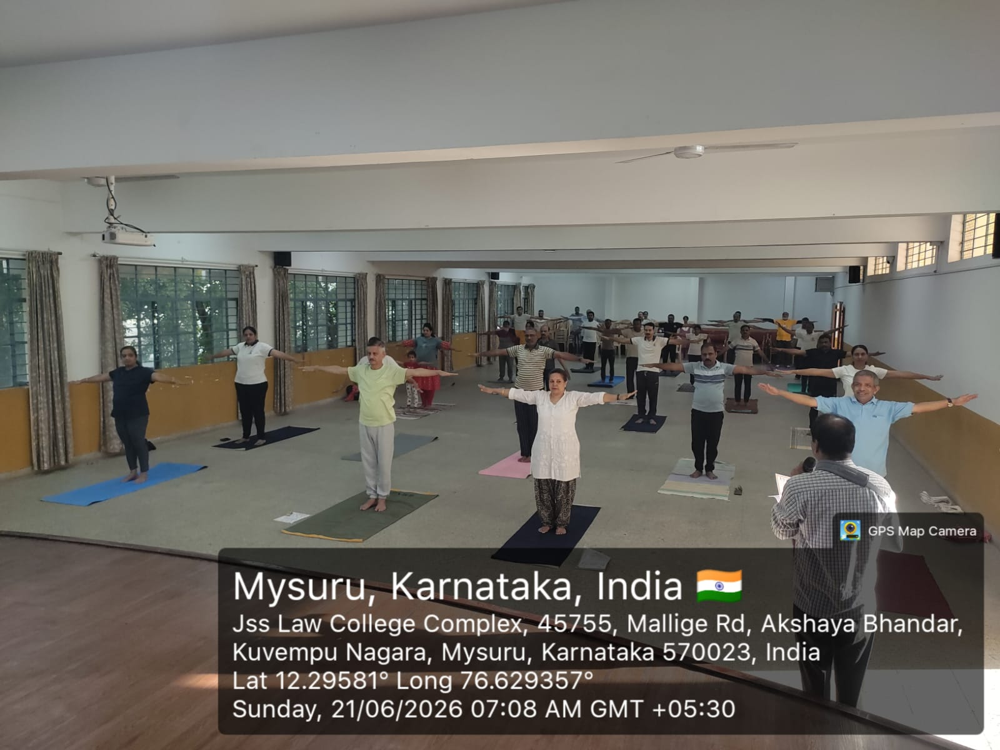 GPS Map Camera
Mysuru, Karnataka, India
Jss Law College Complex, 45755, Mallige Rd, Akshaya Bhandar,
Kuvempu Nagara, Mysuru, Karnataka 570023, India
Lat 12.29581° Long 76.629357°
Sunday, 21/06/2026 07:08 AM GMT +05:30